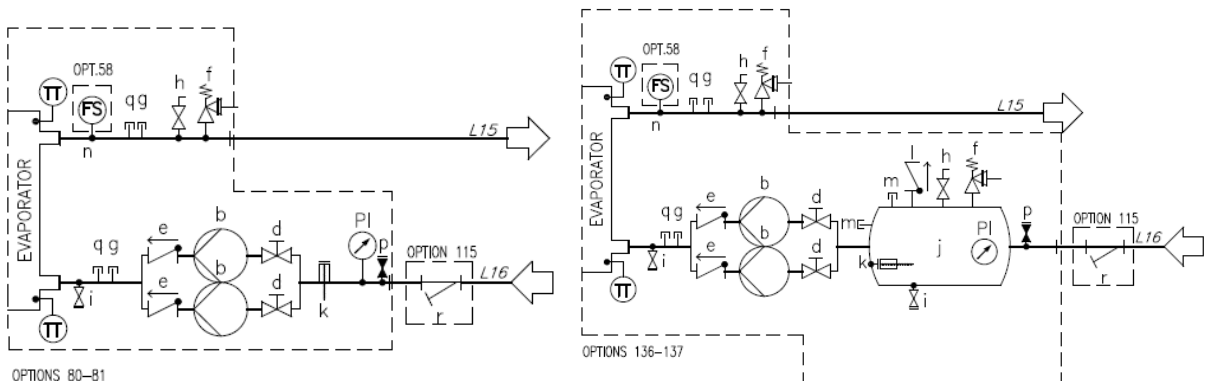 OPT.58
TT
FS
q g
h
f
n
L15
EVAPORATOR
e
b
d
PI
p
OPTION 115
q g
b
L16
i
e
d
k
r
TT
OPTIONS 80-81
OPT.58
TT
FS
q g
h
f
n
L15
EVAPORATOR
l
h
f
m
b
d
e
p
OPTION 115
q g
m
PI
b
j
L16
e
d
k
i
r
i
TT
OPTIONS 136-137